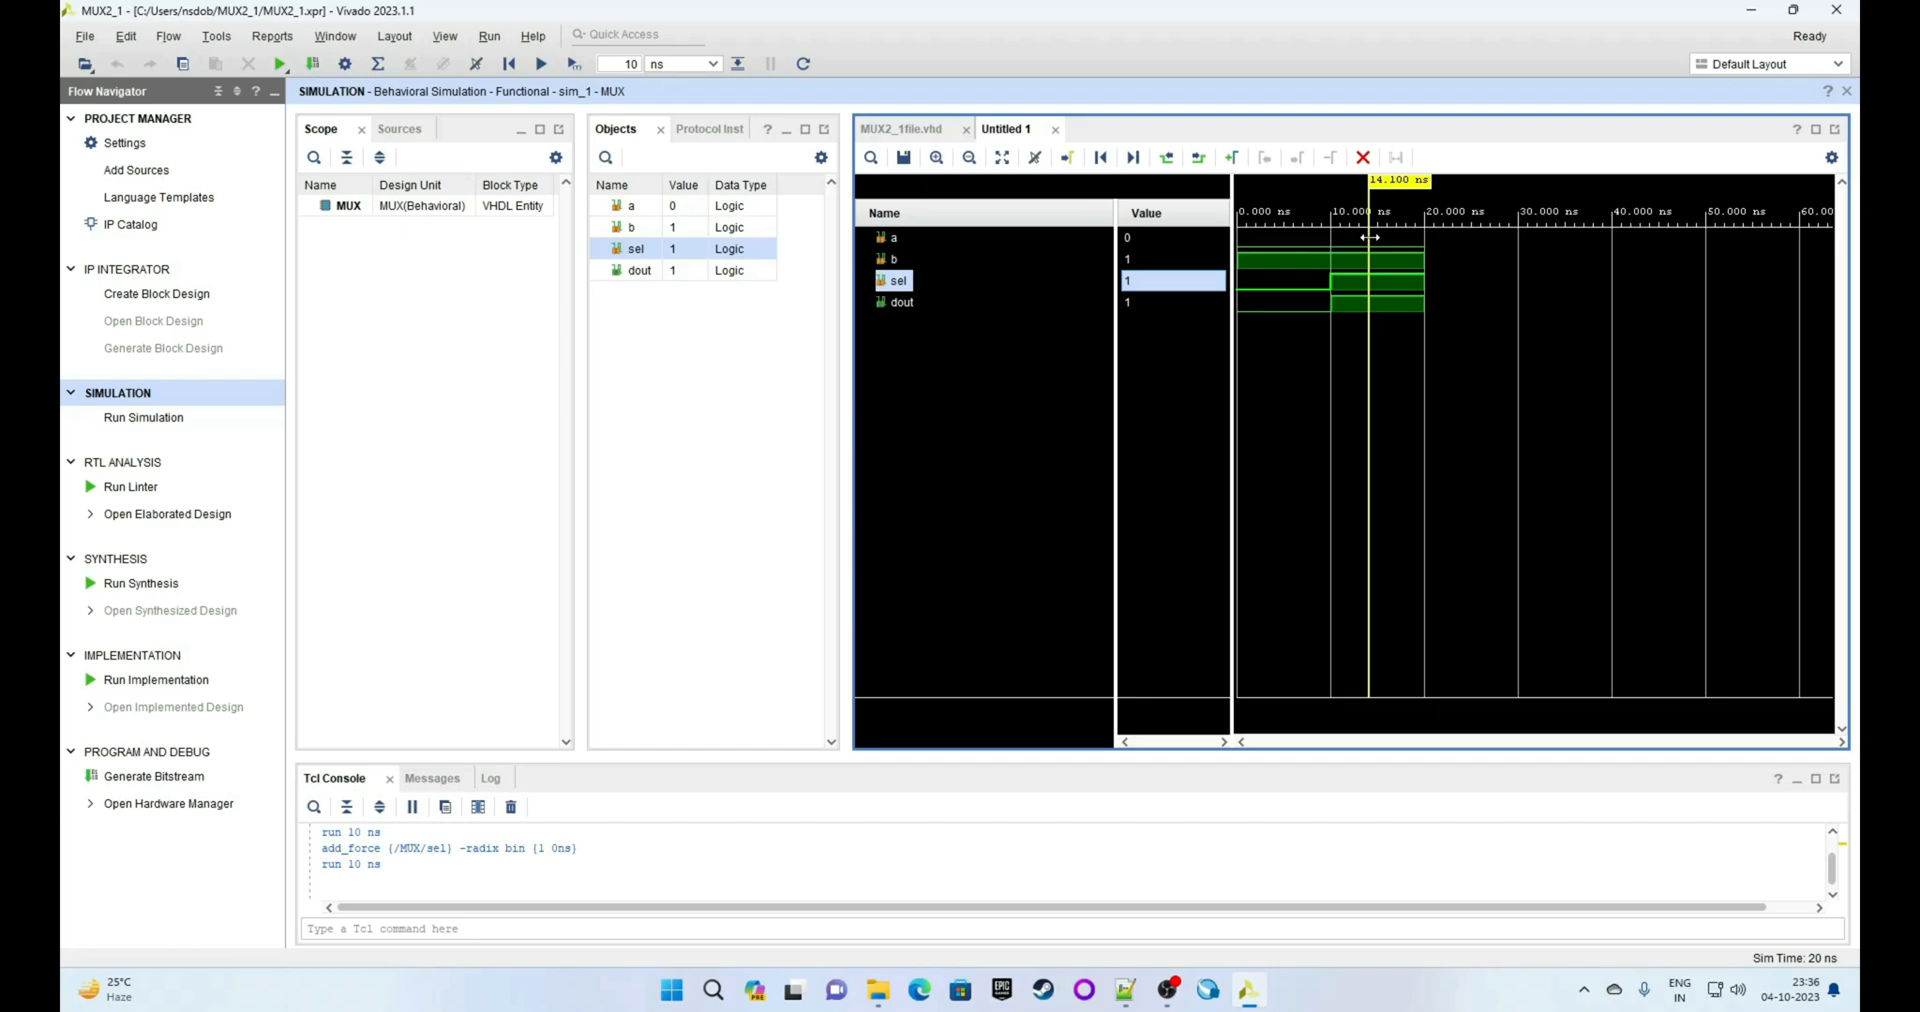 MUX2_1 - [C:/Users/nsdob/MUX2_1/MUX2_1.xpr] - Vivado 2023.1.1
File Edit Flow Tools Reports Window Layout View Run Help Quick Access Ready
10 ns Default Layout
Flow Navigator
SIMULATION - Behavioral Simulation - Functional - sim_1 - MUX
PROJECT MANAGER
Settings
Add Sources
Language Templates
IP Catalog
IP INTEGRATOR
Create Block Design
Open Block Design
Generate Block Design
SIMULATION
Run Simulation
RTL ANALYSIS
Run Linter
Open Elaborated Design
SYNTHESIS
Run Synthesis
Open Synthesized Design
IMPLEMENTATION
Run Implementation
Open Implemented Design
PROGRAM AND DEBUG
Generate Bitstream
Open Hardware Manager
Scope Sources
Name Design Unit Block Type
MUX MUX(Behavioral) VHDL Entity
Objects Protocol Inst
Name Value Data Type
a 0 Logic
b 1 Logic
sel 1 Logic
dout 1 Logic
MUX2_1file.vhd Untitled 1
14.100 ns
Name Value
0.000 ns 10.000 ns 20.000 ns 30.000 ns 40.000 ns 50.000 ns 60.00
a 0
b 1
sel 1
dout 1
Tcl Console Messages Log
run 10 ns
add_force {/MUX/sel} -radix bin {1 0ns}
run 10 ns
Type a Tcl command here
Sim Time: 20 ns
25°C
Haze
PRE
EPIC
GAMES
ENG
IN
23:36
04-10-2023